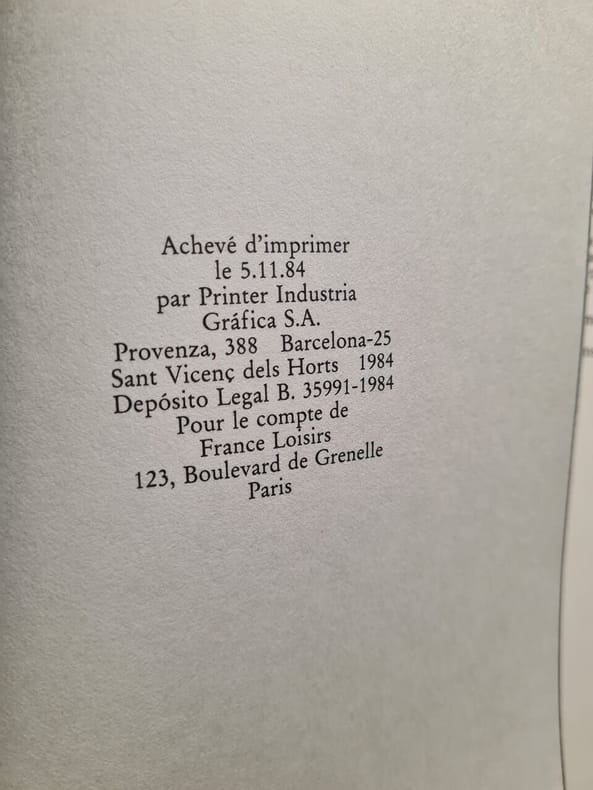 Achevé d'imprimer
le 5.11.84
par Printer Industria
Gráfica S.A.
Provenza, 388 Barcelona-25
Sant Vicenç dels Horts 1984
Depósito Legal B. 35991-1984
Pour le compte de
France Loisirs
123, Boulevard de Grenelle
Paris